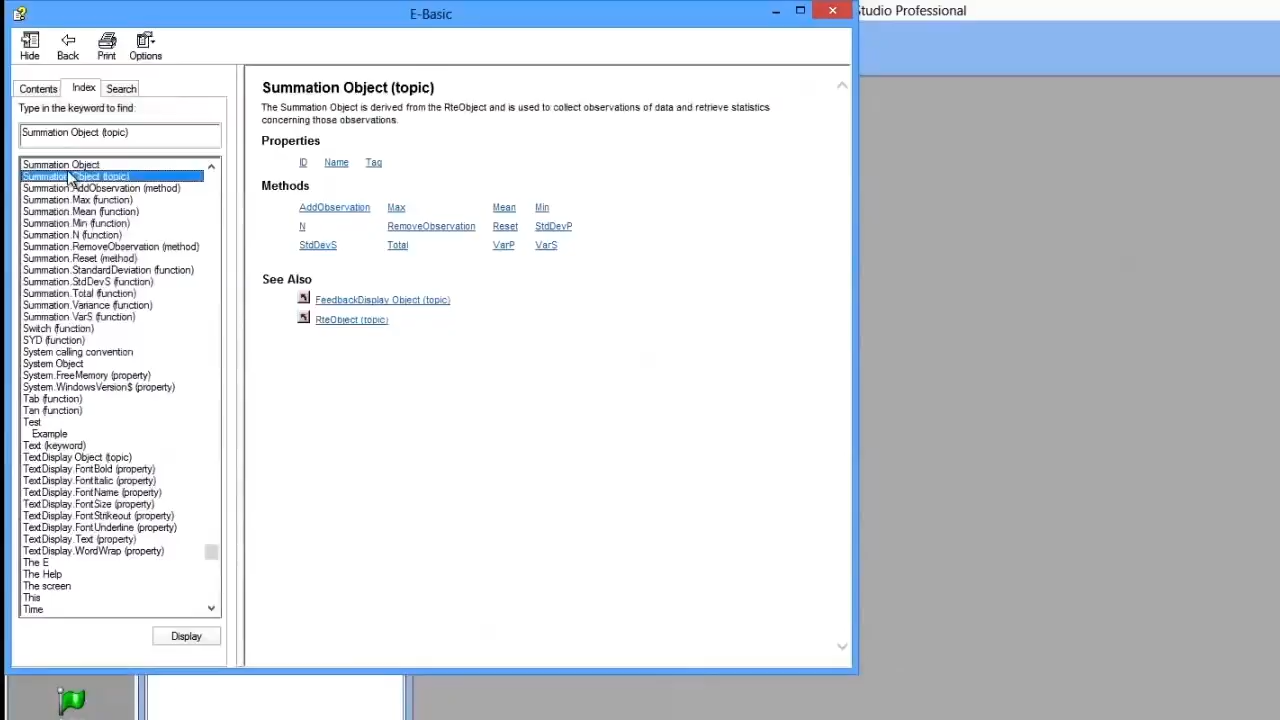 E-Basic
Studio Professional
Hide Back Print Options
Contents Index Search
Type in the keyword to find:
Summation Object (topic)
Summation Object
Summation Object (topic)
Summation.AddObservation (method)
Summation.Max (function)
Summation.Mean (function)
Summation.Min (function)
Summation.N (function)
Summation.RemoveObservation (method)
Summation.Reset (method)
Summation.StandardDeviation (function)
Summation.StdDevS (function)
Summation.Total (function)
Summation.Variance (function)
Summation.VarS (function)
Switch (function)
SYD (function)
System calling convention
System Object
System.FreeMemory (property)
System.WindowsVersion$ (property)
Tab (function)
Tan (function)
Test
Example
Text (keyword)
TextDisplay Object (topic)
TextDisplay.FontBold (property)
TextDisplay.FontItalic (property)
TextDisplay.FontName (property)
TextDisplay.FontSize (property)
TextDisplay.FontStrikeout (property)
TextDisplay.FontUnderline (property)
TextDisplay.Text (property)
TextDisplay.WordWrap (property)
The E
The Help
The screen
This
Time
Display
Summation Object (topic)
The Summation Object is derived from the RteObject and is used to collect observations of data and retrieve statistics
concerning those observations.
Properties
ID Name Tag
Methods
AddObservation Max Mean Min
N RemoveObservation Reset StdDevP
StdDevS Total VarP VarS
See Also
FeedbackDisplay Object (topic)
RteObject (topic)